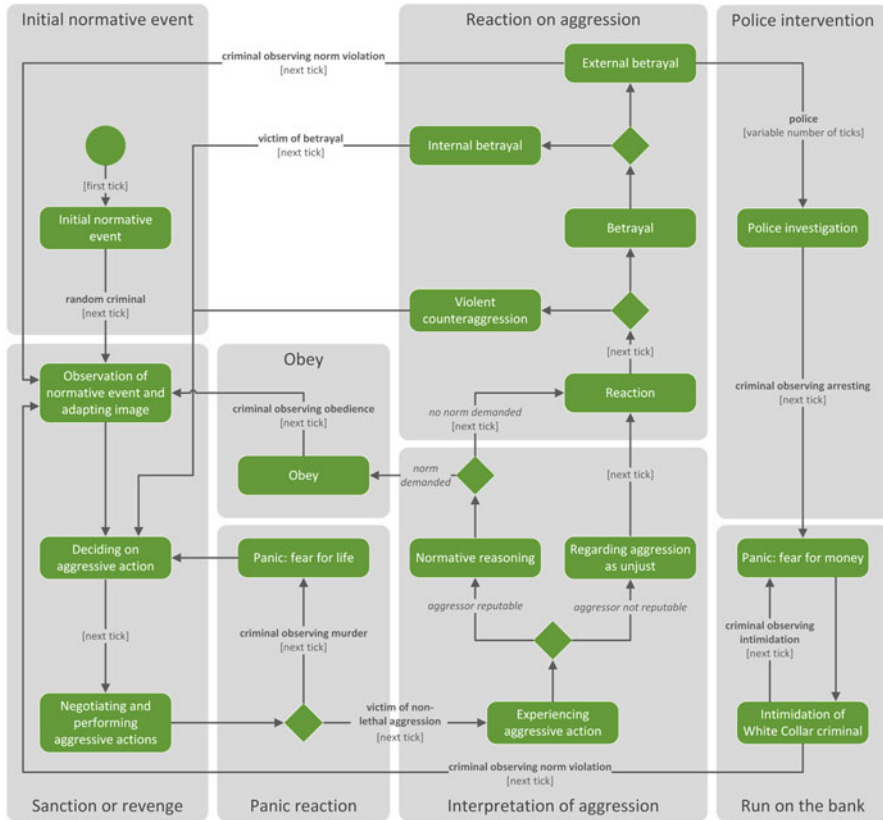 Initial normative event
Reaction on aggression
Police intervention
criminal observing norm violation
[next tick]
External betrayal
police
[variable number of ticks]
victim of betrayal
[next tick]
Internal betrayal
[first tick]
Initial normative
event
Betrayal
Police investigation
random criminal
[next tick]
Violent
counteraggression
[next tick]
Obey
Observation of
normative event and
adapting image
criminal observing obedience
[next tick]
no norm demanded
[next tick]
Reaction
criminal observing arresting
[next tick]
Obey
norm
demanded
[next tick]
Deciding on
aggressive action
Panic: fear for life
Normative reasoning
Regarding aggression
as unjust
Panic: fear for money
aggressor reputable
aggressor not reputable
[next tick]
criminal observing murder
[next tick]
criminal observing
intimidation
[next tick]
Negotiating and
performing
aggressive actions
victim of non-
lethal aggression
[next tick]
Experiencing
aggressive action
Intimidation of
White Collar criminal
criminal observing norm violation
[next tick]
Sanction or revenge
Panic reaction
Interpretation of aggression
Run on the bank